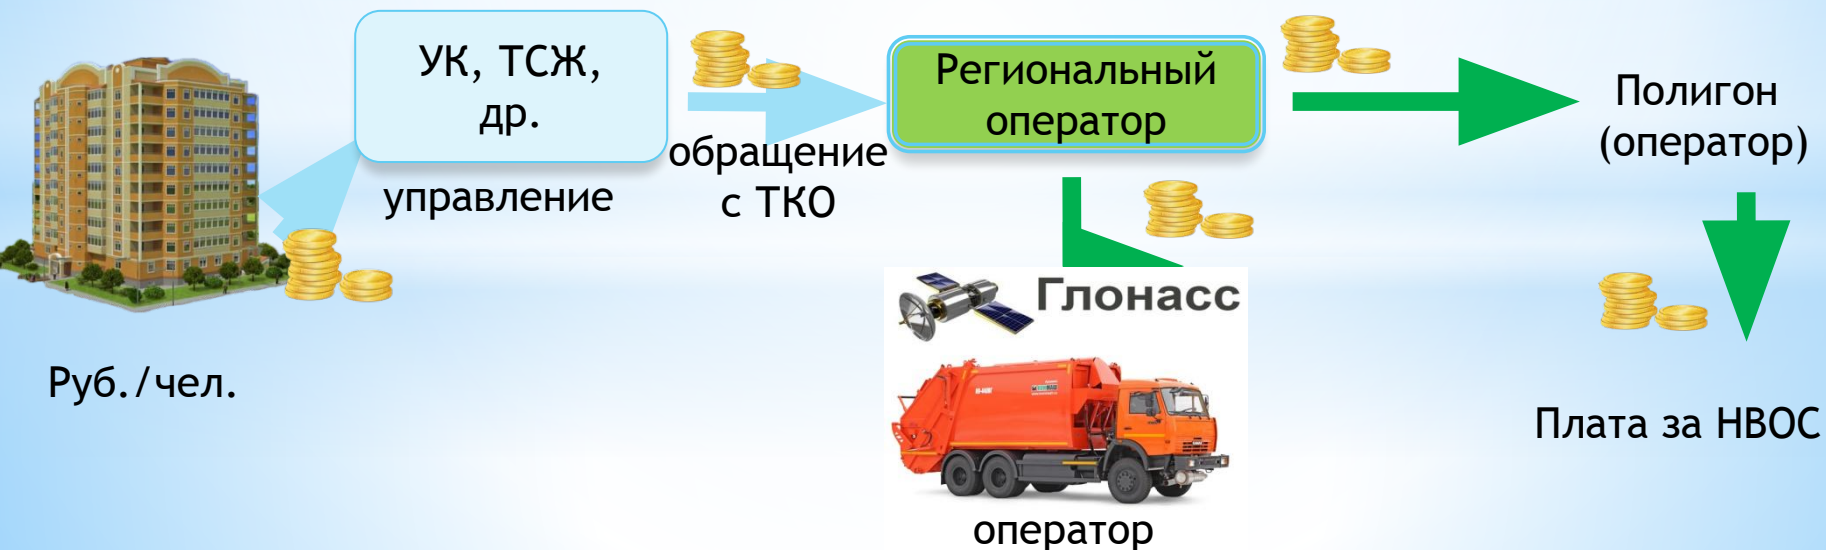 УК, ТСЖ,
др.
управление
обращение
с ТКО
Региональный
оператор
Полигон
(оператор)
Глонасс
Руб./чел.
Плата за НВОС
оператор